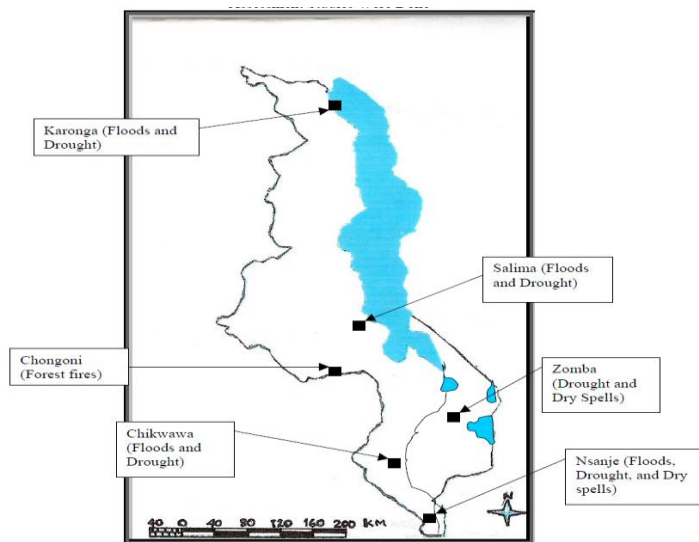 Karonga (Floods and
Drought)
Salima (Floods
and Drought)
Chongoni
(Forest fires)
Zomba
(Drought and
Dry Spells)
Chikwawa
(Floods and
Drought)
Nsanje (Floods,
Drought, and Dry
spells)
N
40 0 40 80 120 160 200 KM